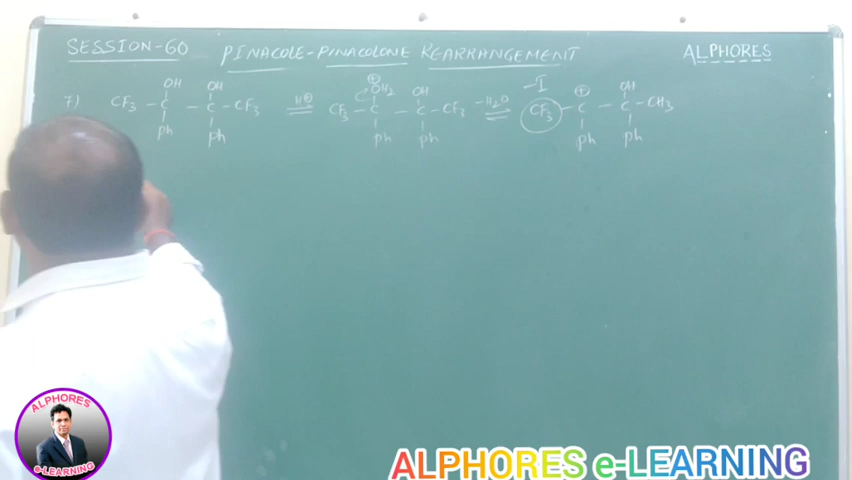 SESSION-60 PINACOLE-PINACOLONE REARRANGEMENT ALPHORES
OH OH ⊕ OH2 OH -I ⊕ OH
7) CF3 - C - C - CF3 H⊕ ⇌ CF3 - C - C - CF3 -H2O ⇌ CF3 - C - C - CH3
ph ph ph ph ph ph
ALPHORES
e-LEARNING
ALPHORES e-LEARNING